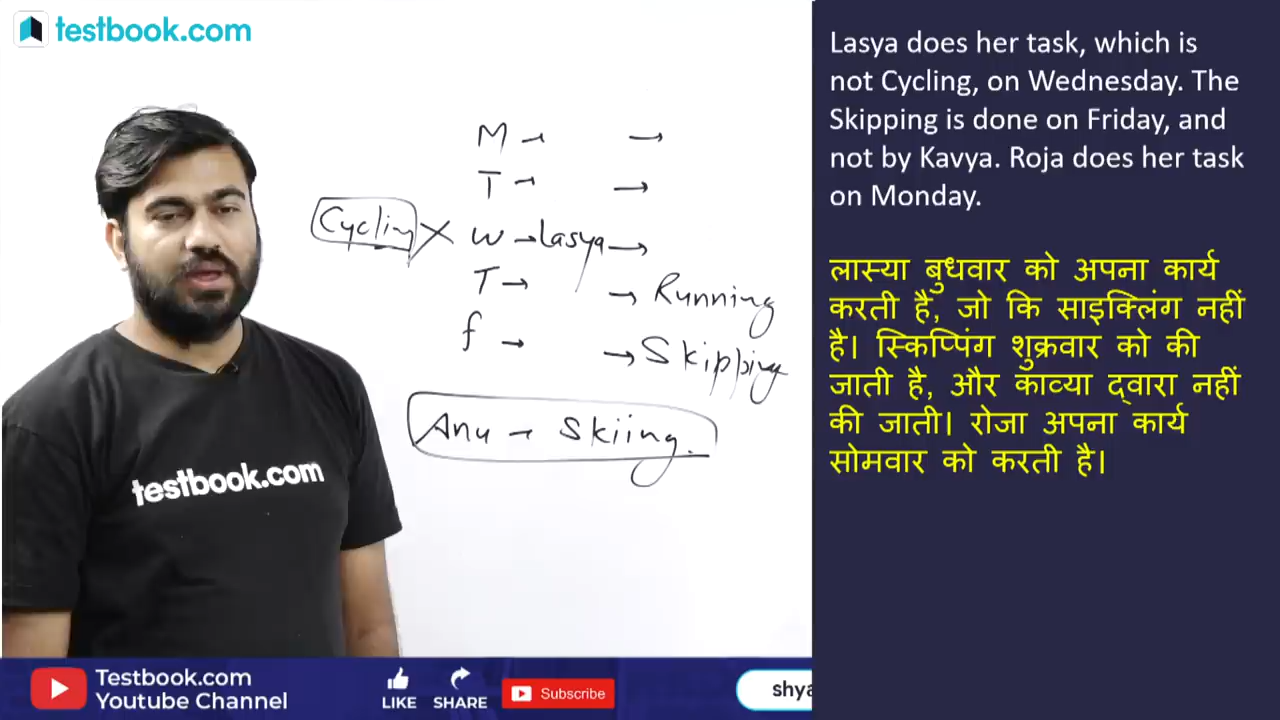 testbook.com
M → →
T → →
Cyclin X W → Lasya →
T → → Running
f → → Skipping
Anu → Skiing.
testbook.com
Testbook.com
Youtube Channel
LIKE
SHARE
Subscribe
shya
Lasya does her task, which is
not Cycling, on Wednesday. The
Skipping is done on Friday, and
not by Kavya. Roja does her task
on Monday.
लास्या बुधवार को अपना कार्य
करती है, जो कि साइक्लिंग नहीं
है। स्किप्पिंग शुक्रवार को की
जाती है, और काव्या द्वारा नहीं
की जाती। रोजा अपना कार्य
सोमवार को करती है।